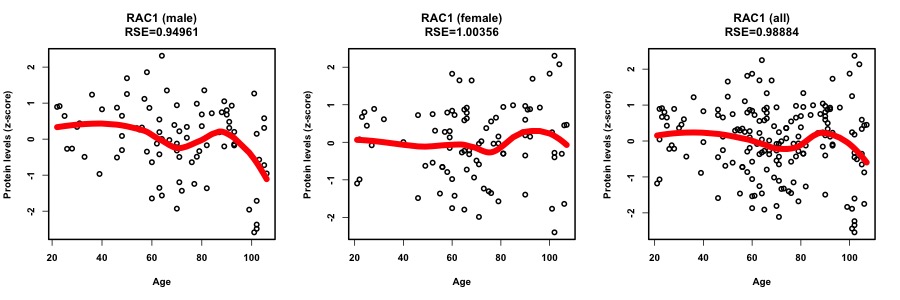 RAC1 (male)
RSE=0.94961
Protein levels (z-score)
2
1
0
-1
-2
20 40 60 80 100
Age
RAC1 (female)
RSE=1.00356
Protein levels (z-score)
2
1
0
-1
-2
20 40 60 80 100
Age
RAC1 (all)
RSE=0.98884
Protein levels (z-score)
2
1
0
-1
-2
20 40 60 80 100
Age